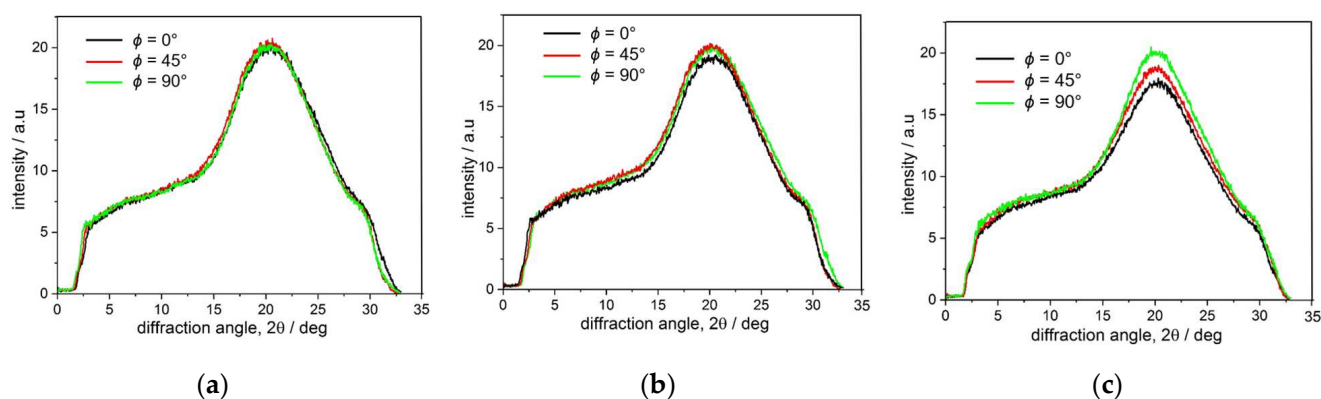 20
15
10
5
0
intensity / a.u
ϕ = 0°
ϕ = 45°
ϕ = 90°
0 5 10 15 20 25 30 35
diffraction angle, 2θ / deg
(a)
20
15
10
5
0
intensity / a.u
ϕ = 0°
ϕ = 45°
ϕ = 90°
0 5 10 15 20 25 30 35
diffraction angle, 2θ / deg
(b)
20
15
10
5
0
intensity / a.u
ϕ = 0°
ϕ = 45°
ϕ = 90°
0 5 10 15 20 25 30 35
diffraction angle, 2θ / deg
(c)